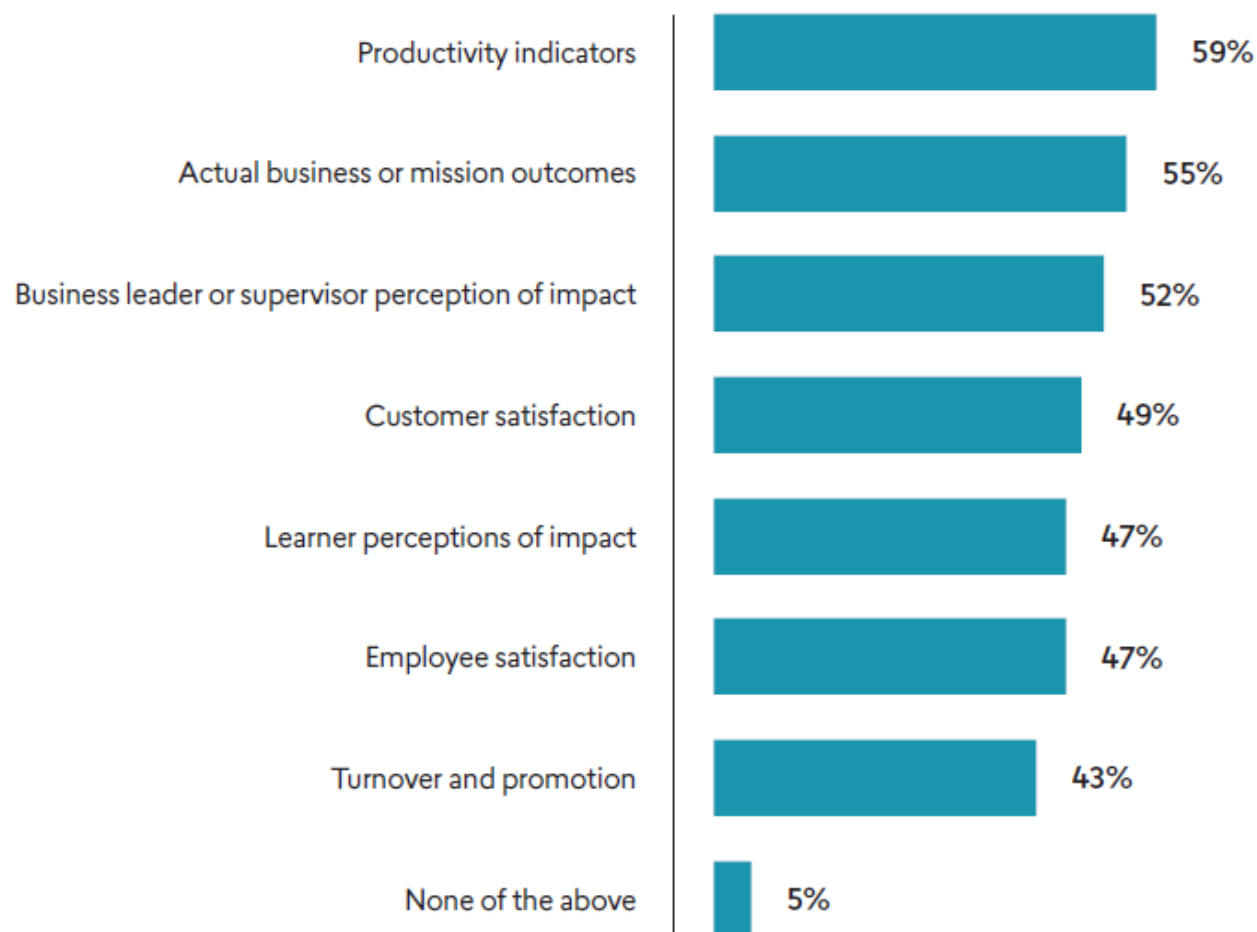 Productivity indicators 59%
Actual business or mission outcomes 55%
Business leader or supervisor perception of impact 52%
Customer satisfaction 49%
Learner perceptions of impact 47%
Employee satisfaction 47%
Turnover and promotion 43%
None of the above 5%